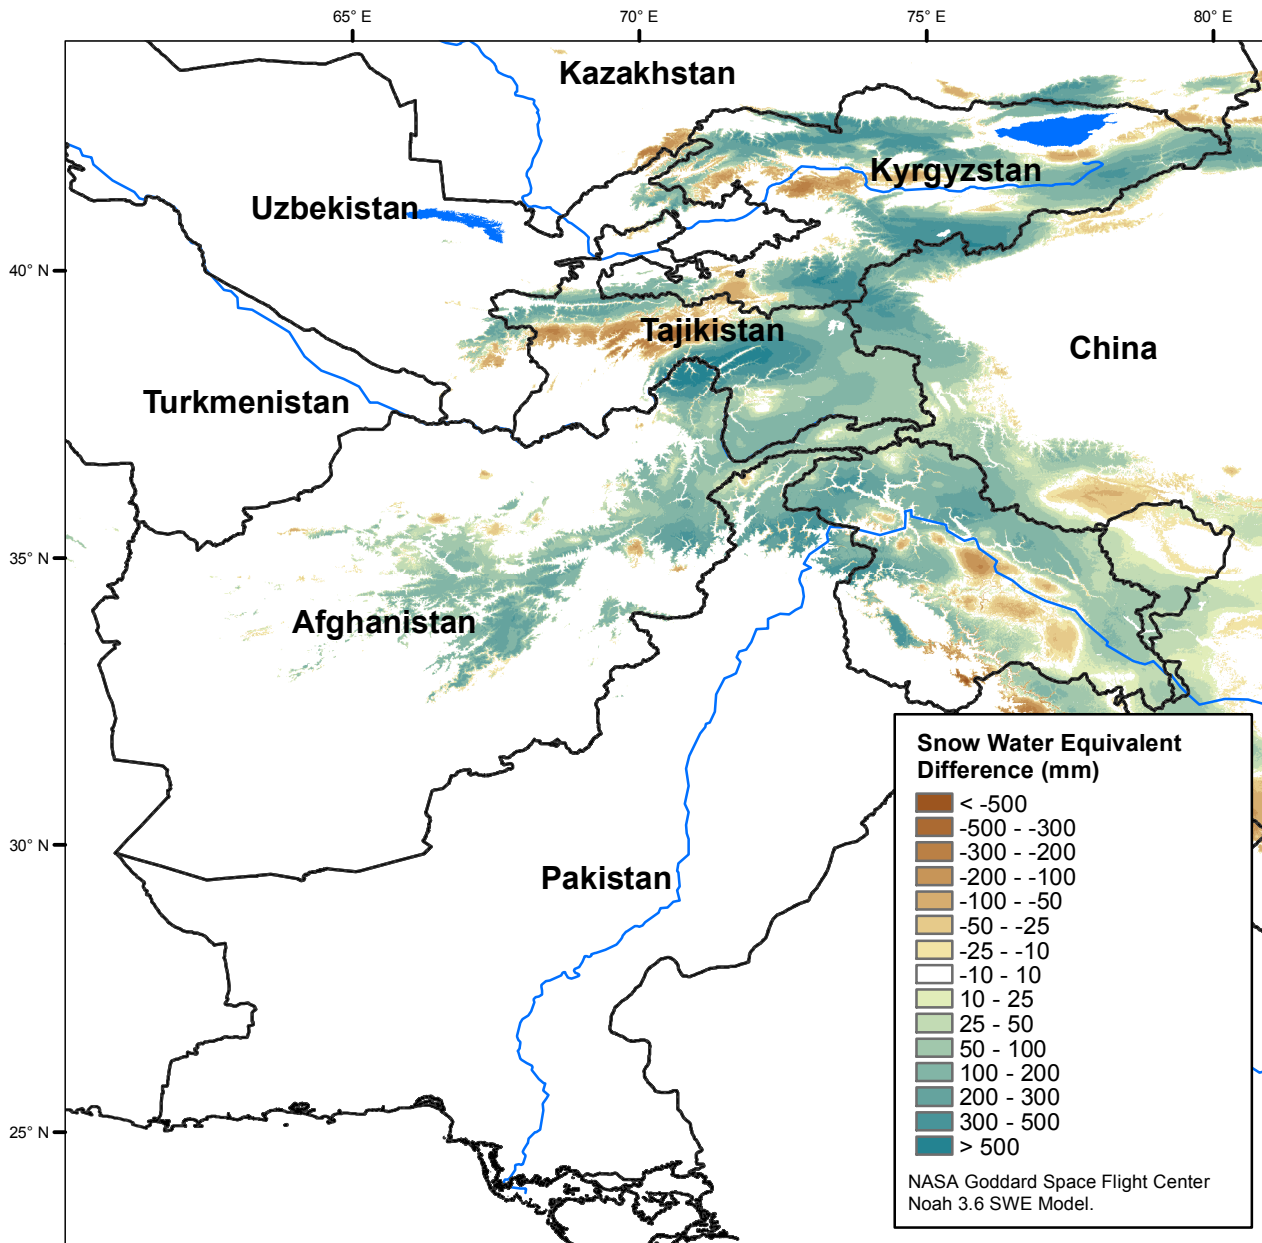 65° E
70° E
75° E
80° E
Kazakhstan
Kyrgyzstan
Uzbekistan
40° N
Tajikistan
China
Turkmenistan
35° N
Afghanistan
Snow Water Equivalent
Difference (mm)
< -500
-500 - -300
-300 - -200
-200 - -100
-100 - -50
-50 - -25
-25 - -10
-10 - 10
10 - 25
25 - 50
50 - 100
100 - 200
200 - 300
300 - 500
> 500
NASA Goddard Space Flight Center
Noah 3.6 SWE Model.
30° N
Pakistan
25° N